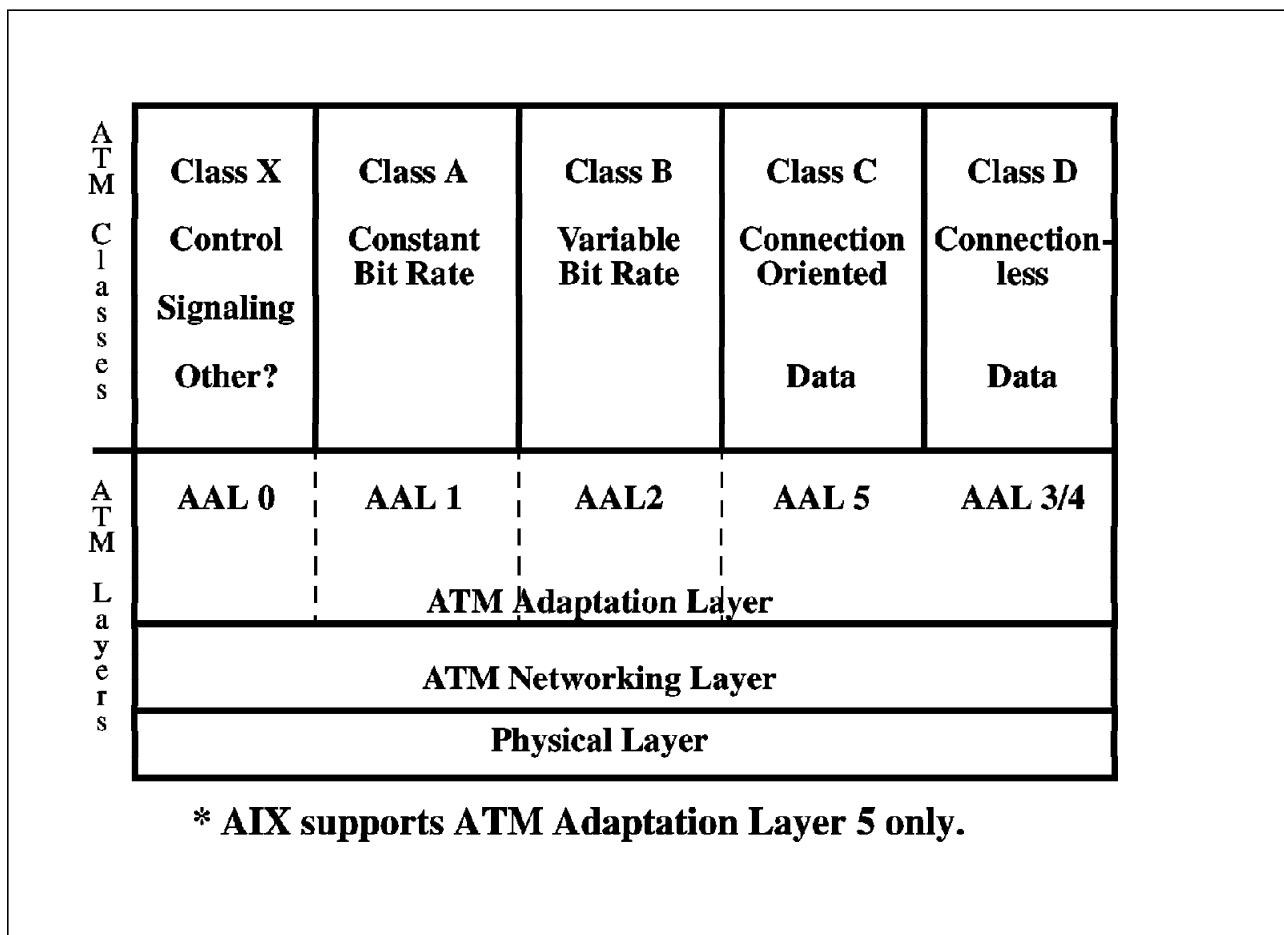 ATM Classes
Class X
Control
Signaling
Other?
Class A
Constant
Bit Rate
Class B
Variable
Bit Rate
Class C
Connection
Oriented
Data
Class D
Connection-
less
Data
ATM Layers
AAL 0
AAL 1
AAL2
AAL 5
AAL 3/4
ATM Adaptation Layer
ATM Networking Layer
Physical Layer
* AIX supports ATM Adaptation Layer 5 only.